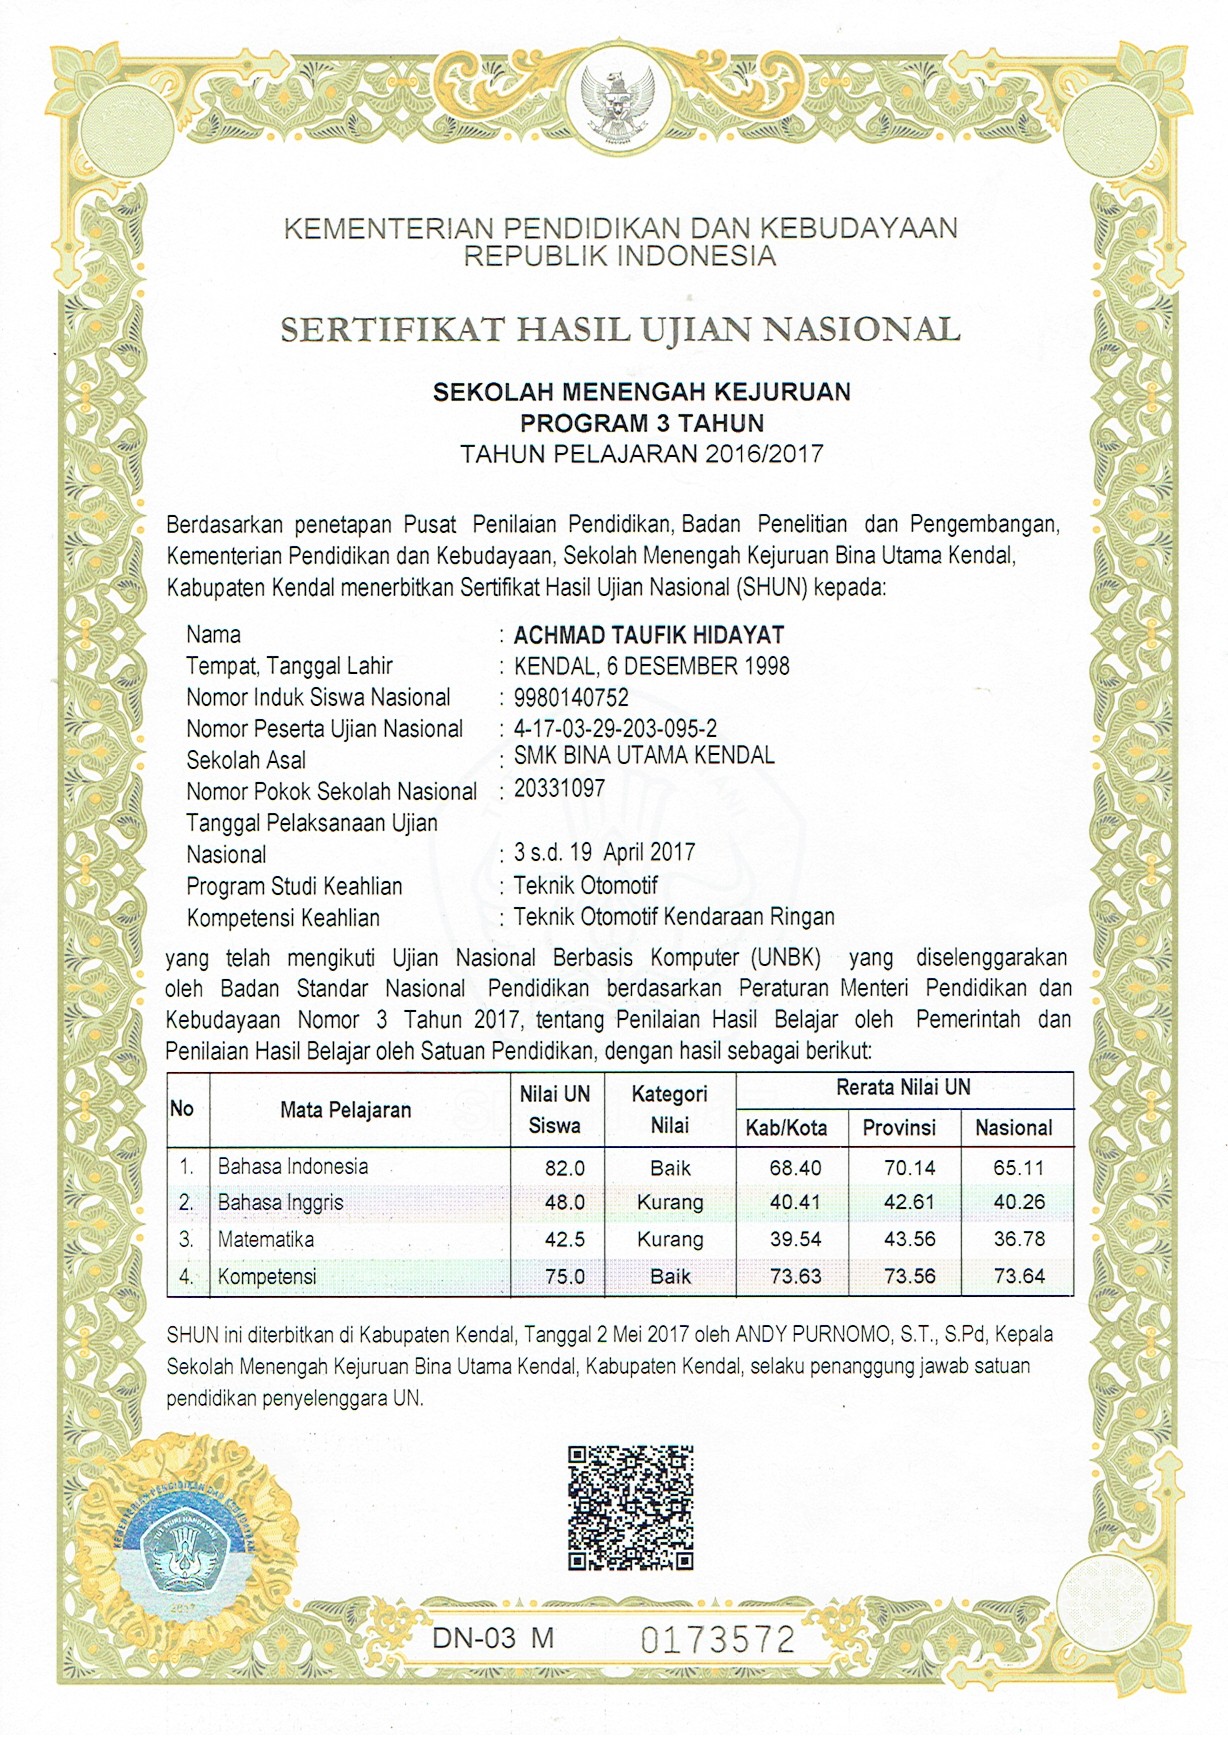 KEMENTERIAN PENDIDIKAN DAN KEBUDAYAAN
REPUBLIK INDONESIA
SERTIFIKAT HASIL UJIAN NASIONAL
SEKOLAH MENENGAH KEJURUAN
PROGRAM 3 TAHUN
TAHUN PELAJARAN 2016/2017
Berdasarkan penetapan Pusat Penilaian Pendidikan, Badan Penelitian dan Pengembangan,
Kementerian Pendidikan dan Kebudayaan, Sekolah Menengah Kejuruan Bina Utama Kendal,
Kabupaten Kendal menerbitkan Sertifikat Hasil Ujian Nasional (SHUN) kepada:
Nama : ACHMAD TAUFIK HIDAYAT
Tempat, Tanggal Lahir : KENDAL, 6 DESEMBER 1998
Nomor Induk Siswa Nasional : 9980140752
Nomor Peserta Ujian Nasional : 4-17-03-29-203-095-2
Sekolah Asal : SMK BINA UTAMA KENDAL
Nomor Pokok Sekolah Nasional : 20331097
Tanggal Pelaksanaan Ujian
Nasional : 3 s.d. 19 April 2017
Program Studi Keahlian : Teknik Otomotif
Kompetensi Keahlian : Teknik Otomotif Kendaraan Ringan
yang telah mengikuti Ujian Nasional Berbasis Komputer (UNBK) yang diselenggarakan
oleh Badan Standar Nasional Pendidikan berdasarkan Peraturan Menteri Pendidikan dan
Kebudayaan Nomor 3 Tahun 2017, tentang Penilaian Hasil Belajar oleh Pemerintah dan
Penilaian Hasil Belajar oleh Satuan Pendidikan, dengan hasil sebagai berikut:
No Mata Pelajaran Nilai UN Siswa Kategori Nilai Rerata Nilai UN
Kab/Kota Provinsi Nasional
1. Bahasa Indonesia 82.0 Baik 68.40 70.14 65.11
2. Bahasa Inggris 48.0 Kurang 40.41 42.61 40.26
3. Matematika 42.5 Kurang 39.54 43.56 36.78
4. Kompetensi 75.0 Baik 73.63 73.56 73.64
SHUN ini diterbitkan di Kabupaten Kendal, Tanggal 2 Mei 2017 oleh ANDY PURNOMO, S.T., S.Pd, Kepala
Sekolah Menengah Kejuruan Bina Utama Kendal, Kabupaten Kendal, selaku penanggung jawab satuan
pendidikan penyelenggara UN.
KEMENTERIAN PENDIDIKAN DAN KEBUDAYAAN
TUT WURI HANDAYANI
DN-03 M 0173572